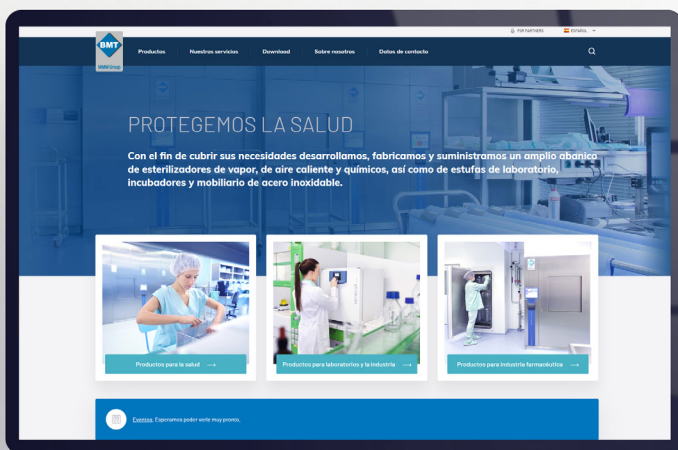 FOR PARTNERS
ESPAÑOL
BMT
MMM Group
Productos
Nuestros servicios
Download
Sobre nosotros
Datos de contacto
PROTEGEMOS LA SALUD
Con el fin de cubrir sus necesidades desarrollamos, fabricamos y suministramos un amplio abanico
de esterilizadores de vapor, de aire caliente y químicos, así como de estufas de laboratorio,
incubadores y mobiliario de acero inoxidable.
Productos para la salud →
Productos para laboratorios y la industria →
Productos para industria farmacéutica →
Eventos. Esperamos poder verle muy pronto.